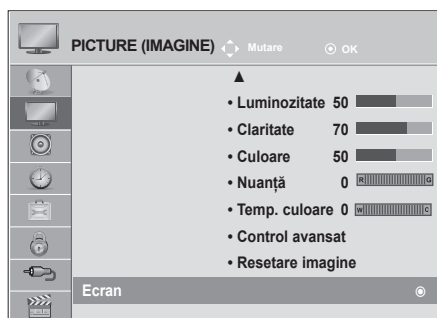 PICTURE (IMAGINE) Mutare OK
• Luminozitate 50
• Claritate 70
• Culoare 50
• Nuanță 0 R G
• Temp. culoare 0 W C
• Control avansat
• Resetare imagine
Ecran